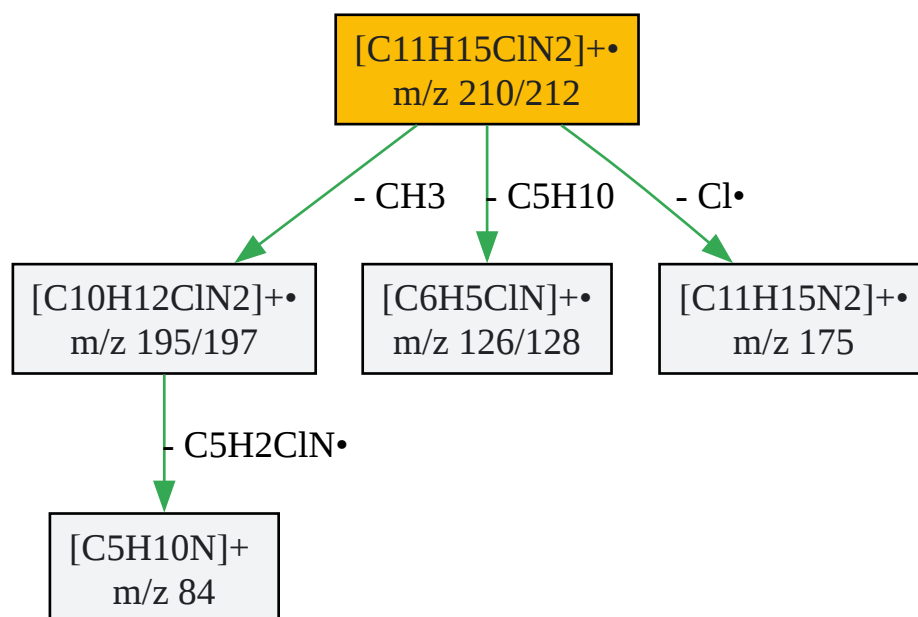 [C11H15ClN2]+•
m/z 210/212
- CH3
- C5H10
- Cl•
[C10H12ClN2]+•
m/z 195/197
[C6H5ClN]+•
m/z 126/128
[C11H15N2]+•
m/z 175
- C5H2ClN•
[C5H10N]+
m/z 84